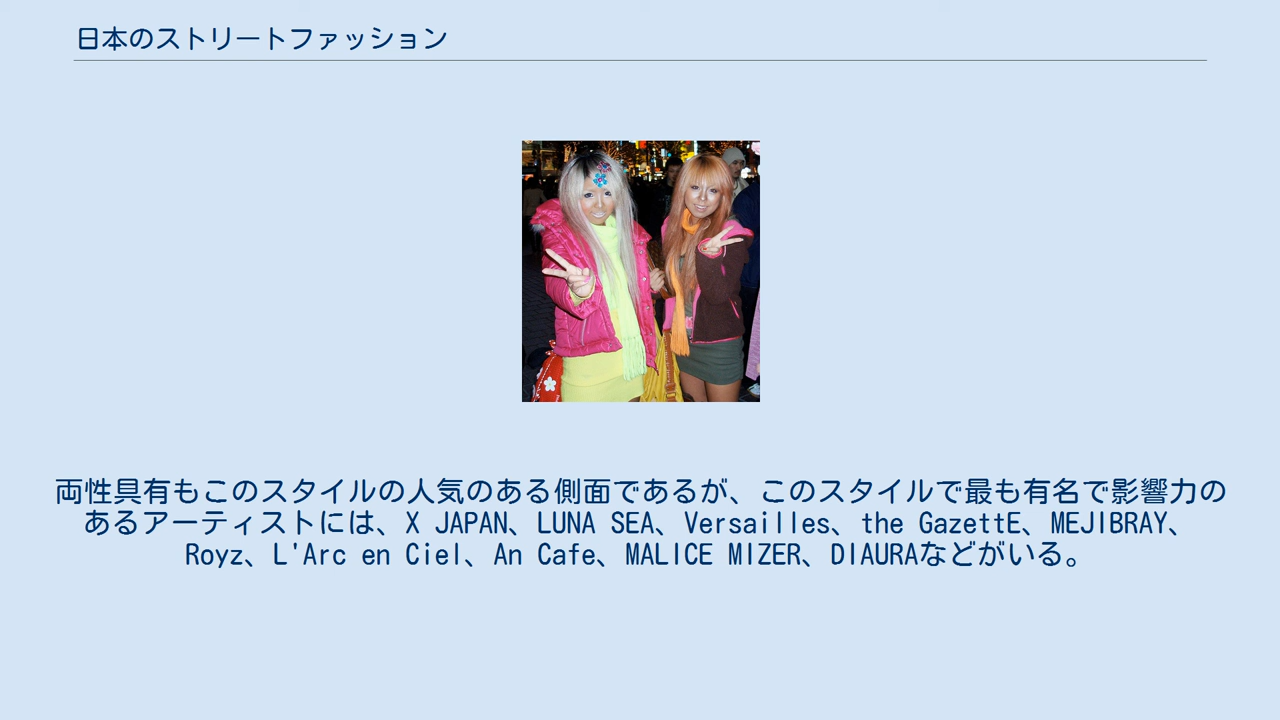 日本のストリートファッション
両性具有もこのスタイルの人気のある側面であるが、このスタイルで最も有名で影響力の
あるアーティストには、X JAPAN、LUNA SEA、Versailles、the GazettE、MEJIBRAY、
Royz、L'Arc en Ciel、An Cafe、MALICE MIZER、DIAURAなどがいる。